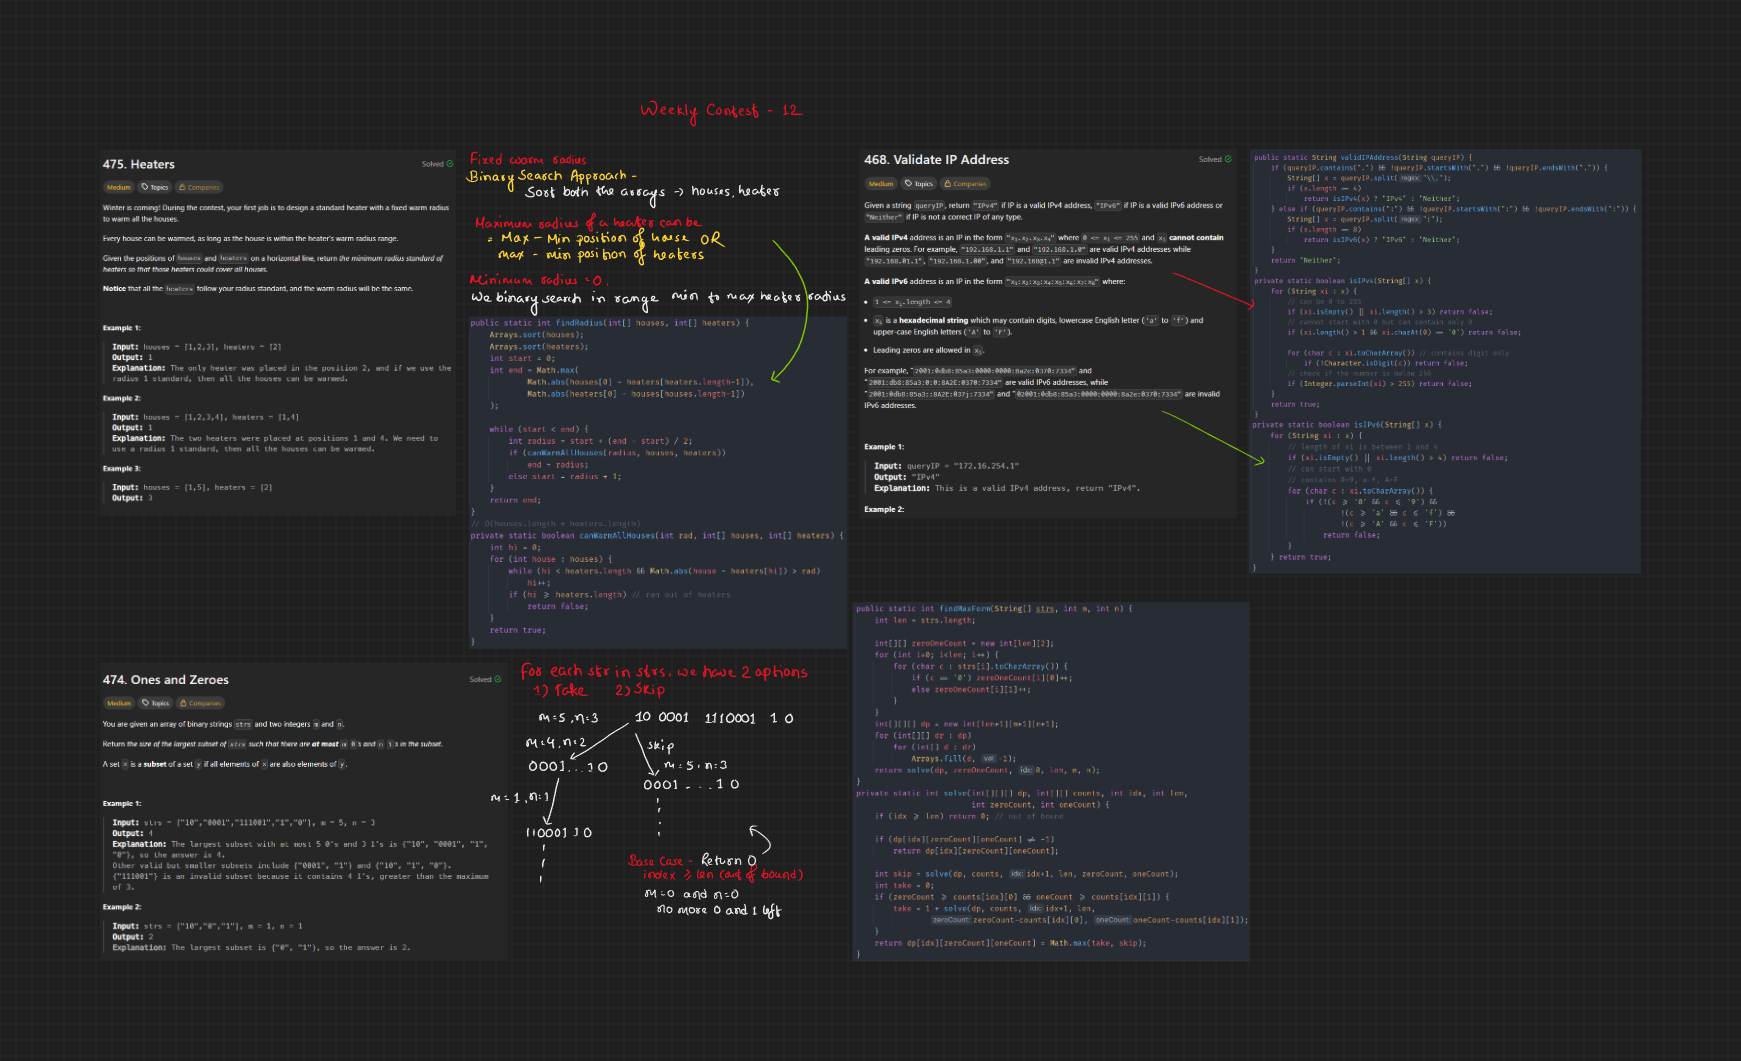 Weekly Contest - 12
475. Heaters
Solved
Medium
Topics
Companies
Winter is coming! During the contest, your first job is to design a standard heater with a fixed warm radius
to warm all the houses.
Every house can be warmed, as long as the house is within the heater's warm radius range.
Given the positions of houses and heaters on a horizontal line, return the minimum radius standard of
heaters so that those heaters could cover all houses.
Notice that all the heaters follow your radius standard, and the warm radius will be the same.
Example 1:
Input: houses = [1,2,3], heaters = [2]
Output: 1
Explanation: The only heater was placed in the position 2, and if we use the
radius 1 standard, then all the houses can be warmed.
Example 2:
Input: houses = [1,2,3,4], heaters = [1,4]
Output: 1
Explanation: The two heaters were placed at positions 1 and 4. We need to
use a radius 1 standard, then all the houses can be warmed.
Example 3:
Input: houses = [1,5], heaters = [2]
Output: 3
Fixed warm radius
Binary Search Approach -
Sort both the arrays → houses, heater
Maximum radius of a heater can be
= Max - Min position of house OR
max - min position of heaters
Minimum radius = 0.
We binary search in range min to max heater radius
public static int findRadius(int[] houses, int[] heaters) {
Arrays.sort(houses);
Arrays.sort(heaters);
int start = 0;
int end = Math.max(
Math.abs(houses[0] - heaters[heaters.length-1]),
Math.abs(heaters[0] - houses[houses.length-1])
);
while (start < end) {
int radius = start + (end - start) / 2;
if (canWarmAllHouses(radius, houses, heaters))
end = radius;
else start = radius + 1;
}
return end;
}
// O(houses.length + heaters.length)
private static boolean canWarmAllHouses(int rad, int[] houses, int[] heaters) {
int hi = 0;
for (int house : houses) {
while (hi < heaters.length && Math.abs(house - heaters[hi]) > rad)
hi++;
if (hi ≥ heaters.length) // ran out of heaters
return false;
}
return true;
}
468. Validate IP Address
Solved
Medium
Topics
Companies
Given a string queryIP, return "IPv4" if IP is a valid IPv4 address, "IPv6" if IP is a valid IPv6 address or
"Neither" if IP is not a correct IP of any type.
A valid IPv4 address is an IP in the form "x1.x2.x3.x4" where 0 <= xi <= 255 and xi cannot contain
leading zeros. For example, "192.168.1.1" and "192.168.1.0" are valid IPv4 addresses while
"192.168.01.1", "192.168.1.00", and "192.168@1.1" are invalid IPv4 addresses.
A valid IPv6 address is an IP in the form "x1:x2:x3:x4:x5:x6:x7:x8" where:
• 1 <= xi.length <= 4
• xi is a hexadecimal string which may contain digits, lowercase English letter ('a' to 'f') and
upper-case English letters ('A' to 'F').
• Leading zeros are allowed in xi.
For example, "2001:0db8:85a3:0000:0000:8a2e:0370:7334" and
"2001:db8:85a3:0:0:8A2E:0370:7334" are valid IPv6 addresses, while
"2001:0db8:85a3::8A2E:037j:7334" and "02001:0db8:85a3:0000:0000:8a2e:0370:7334" are invalid
IPv6 addresses.
Example 1:
Input: queryIP = "172.16.254.1"
Output: "IPv4"
Explanation: This is a valid IPv4 address, return "IPv4".
Example 2:
public static String validIPAddress(String queryIP) {
if (queryIP.contains(".") && !queryIP.startsWith(".") && !queryIP.endsWith(".")) {
String[] x = queryIP.split( regex: "\\.");
if (x.length == 4)
return isIPv4(x) ? "IPv4" : "Neither";
} else if (queryIP.contains(":") && !queryIP.startsWith(":") && !queryIP.endsWith(":")) {
String[] x = queryIP.split( regex: ":");
if (x.length == 8)
return isIPv6(x) ? "IPv6" : "Neither";
}
return "Neither";
}
private static boolean isIPv4(String[] x) {
for (String xi : x) {
// can be 0 to 255
if (xi.isEmpty() || xi.length() > 3) return false;
// cannot start with 0 but can contain only 0
if (xi.length() > 1 && xi.charAt(0) == '0') return false;
for (char c : xi.toCharArray()) // contains digit only
if (!Character.isDigit(c)) return false;
// check if the number is below 256
if (Integer.parseInt(xi) > 255) return false;
}
return true;
}
private static boolean isIPv6(String[] x) {
for (String xi : x) {
// length of xi is between 1 and 4
if (xi.isEmpty() || xi.length() > 4) return false;
// can start with 0
// contains 0-9, a-f, A-F
for (char c : xi.toCharArray()) {
if (!(c ≥ '0' && c ≤ '9') &&
!(c ≥ 'a' && c ≤ 'f') &&
!(c ≥ 'A' && c ≤ 'F'))
return false;
}
} return true;
}
474. Ones and Zeroes
Solved
Medium
Topics
Companies
You are given an array of binary strings strs and two integers m and n.
Return the size of the largest subset of strs such that there are at most m 0's and n 1's in the subset.
A set x is a subset of a set y if all elements of x are also elements of y.
Example 1:
Input: strs = ["10","0001","111001","1","0"], m = 5, n = 3
Output: 4
Explanation: The largest subset with at most 5 0's and 3 1's is {"10", "0001", "1",
"0"}, so the answer is 4.
Other valid but smaller subsets include {"0001", "1"} and {"10", "1", "0"}.
{"111001"} is an invalid subset because it contains 4 1's, greater than the maximum
of 3.
Example 2:
Input: strs = ["10","0","1"], m = 1, n = 1
Output: 2
Explanation: The largest subset is {"0", "1"}, so the answer is 2.
For each str in strs, we have 2 options
1) Take 2) Skip
m=5, n=3 10 0001 1110001 1 0
m=4, n=2
skip
0001...10
m=5, n=3
0001 ... 1 0
m=1, n=1
110001 10
Base Case - Return 0
index ≥ len (out of bound)
m=0 and n=0
no more 0 and 1 left
public static int findMaxForm(String[] strs, int m, int n) {
int len = strs.length;
int[][] zeroOneCount = new int[len][2];
for (int i=0; i<len; i++) {
for (char c : strs[i].toCharArray()) {
if (c == '0') zeroOneCount[i][0]++;
else zeroOneCount[i][1]++;
}
}
int[][][] dp = new int[len+1][m+1][n+1];
for (int[][] dr : dp)
for (int[] d : dr)
Arrays.fill(d, val: -1);
return solve(dp, zeroOneCount, idx: 0, len, m, n);
}
private static int solve(int[][][] dp, int[][] counts, int idx, int len,
int zeroCount, int oneCount) {
if (idx ≥ len) return 0; // out of bound
if (dp[idx][zeroCount][oneCount] ≠ -1)
return dp[idx][zeroCount][oneCount];
int skip = solve(dp, counts, idx: idx+1, len, zeroCount, oneCount);
int take = 0;
if (zeroCount ≥ counts[idx][0] && oneCount ≥ counts[idx][1]) {
take = 1 + solve(dp, counts, idx: idx+1, len,
zeroCount: zeroCount-counts[idx][0], oneCount: oneCount-counts[idx][1]);
}
return dp[idx][zeroCount][oneCount] = Math.max(take, skip);
}